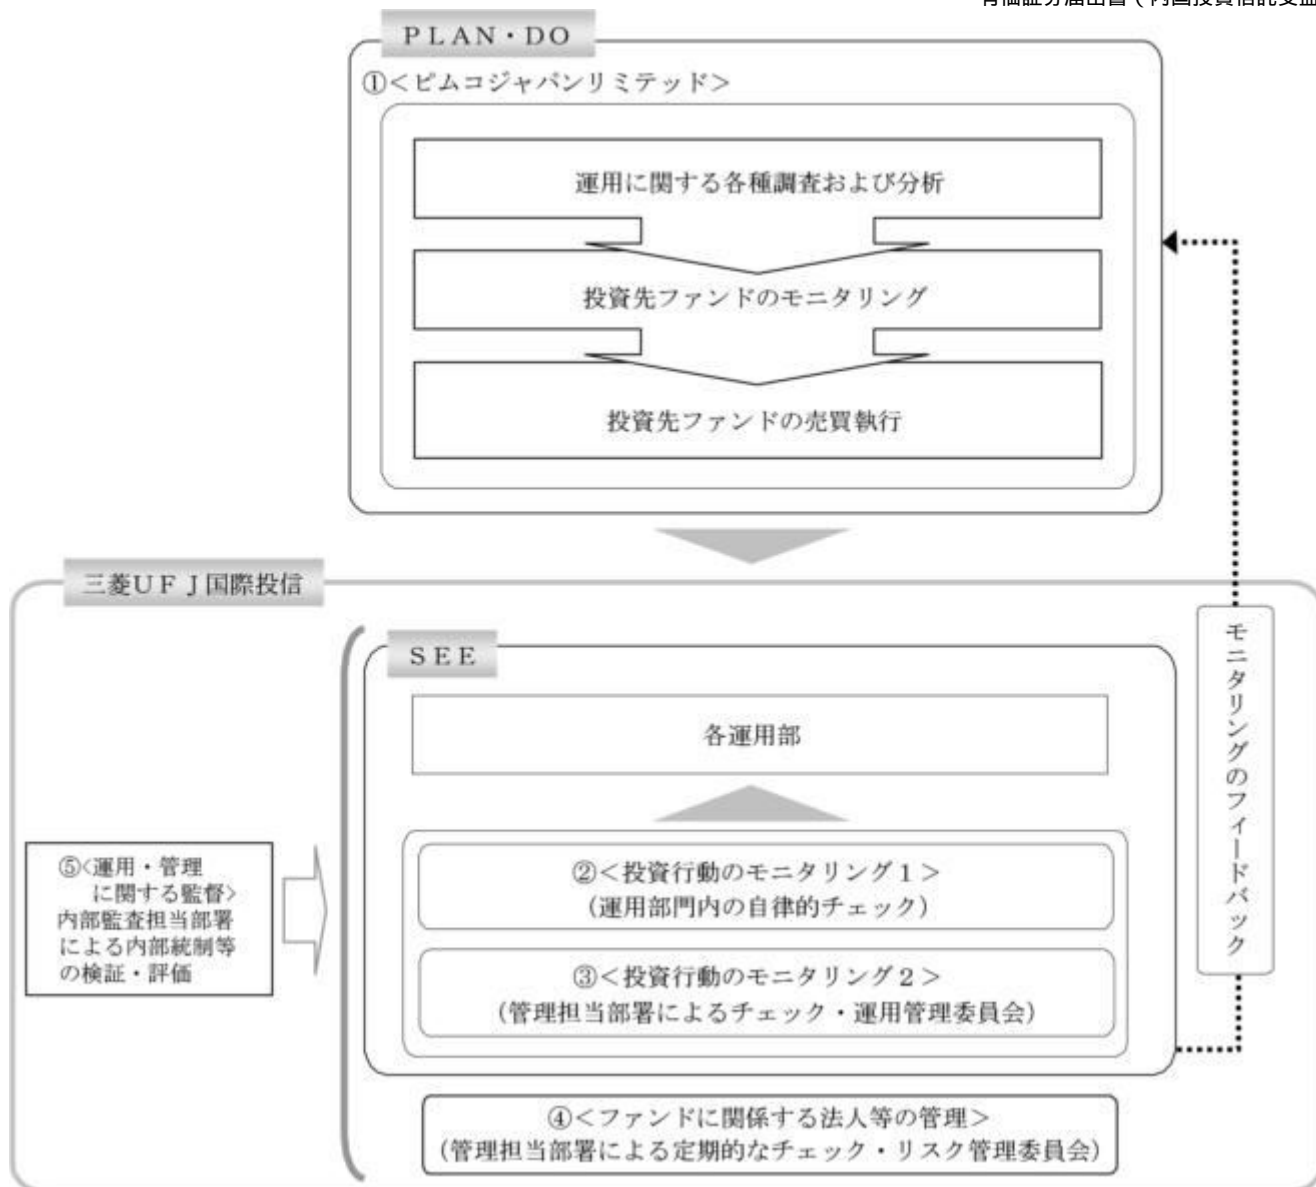 ＰＬＡＮ・ＤＯ
①＜ピムコジャパンリミテッド＞
運用に関する各種調査および分析
投資先ファンドのモニタリング
投資先ファンドの売買執行
三菱ＵＦＪ国際投信
ＳＥＥ
各運用部
②＜投資行動のモニタリング１＞
（運用部門内の自律的チェック）
③＜投資行動のモニタリング２＞
（管理担当部署によるチェック・運用管理委員会）
④＜ファンドに関係する法人等の管理＞
（管理担当部署による定期的なチェック・リスク管理委員会）
⑤＜運用・管理
に関する監督＞
内部監査担当部署
による内部統制等
の検証・評価
モニタリングのフィードバック